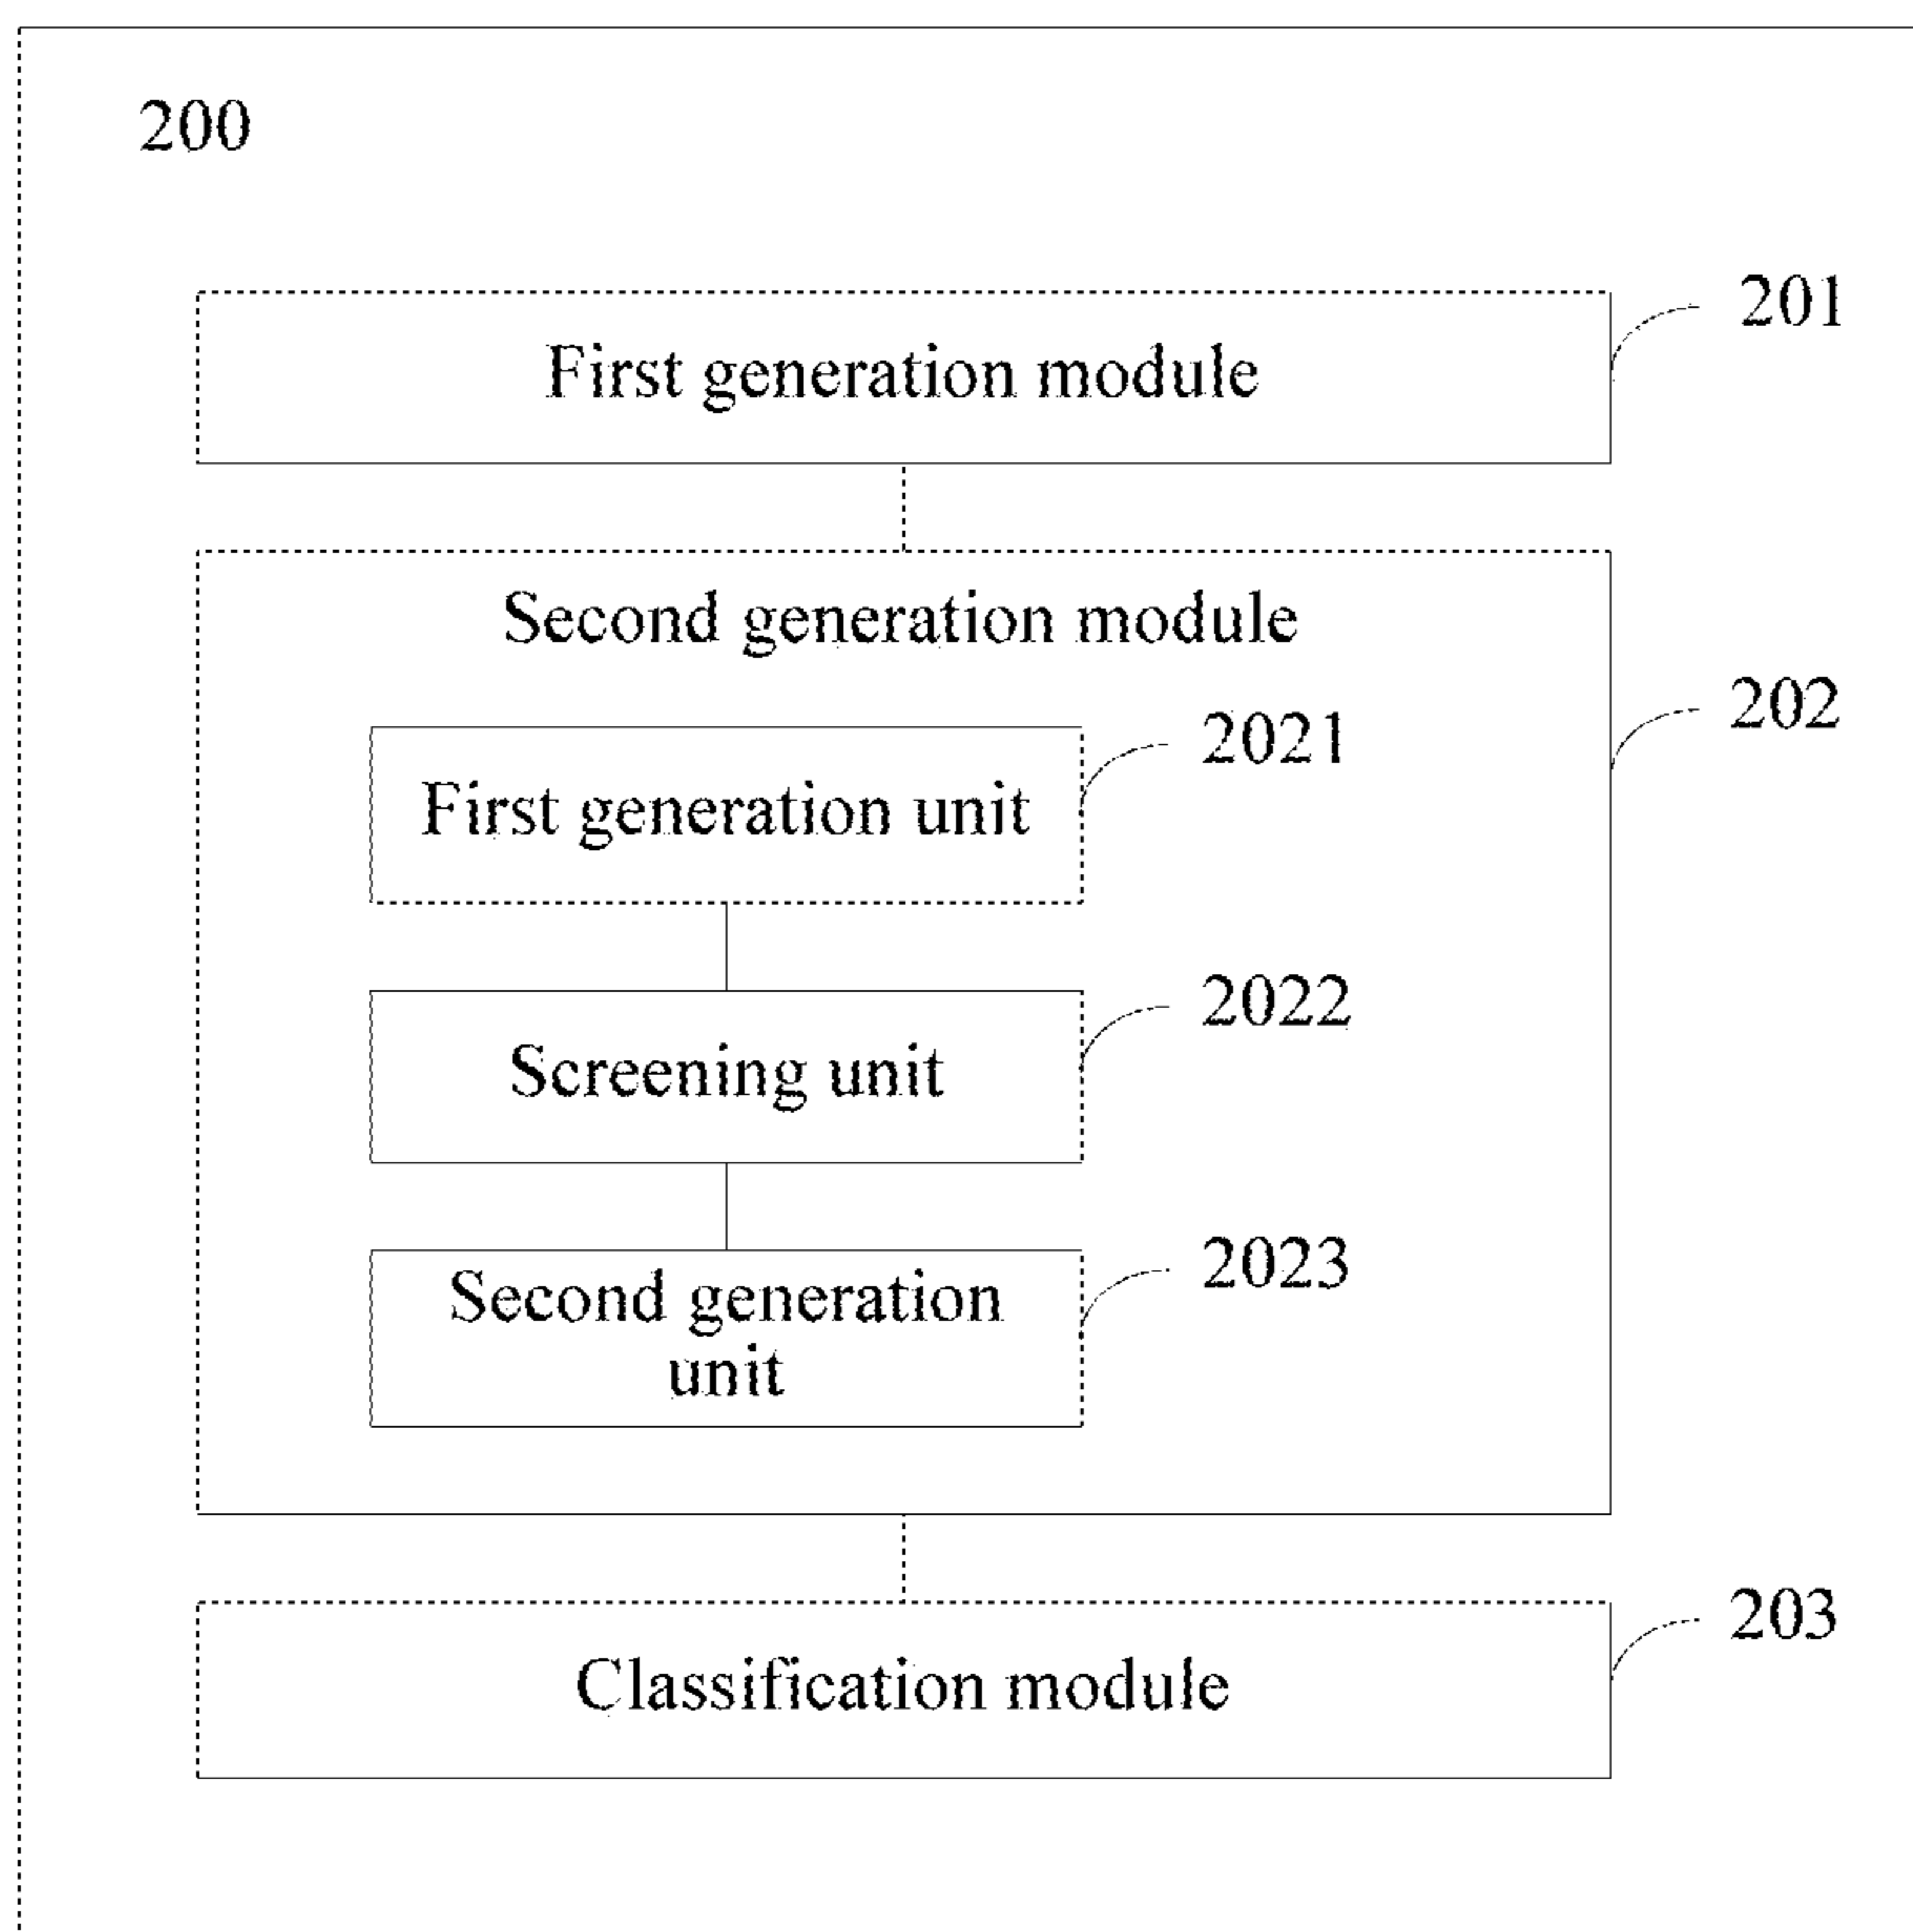 200
201
First generation module
Second generation module
202
2021
First generation unit
2022
Screening unit
2023
Second generation
unit
203
Classification module